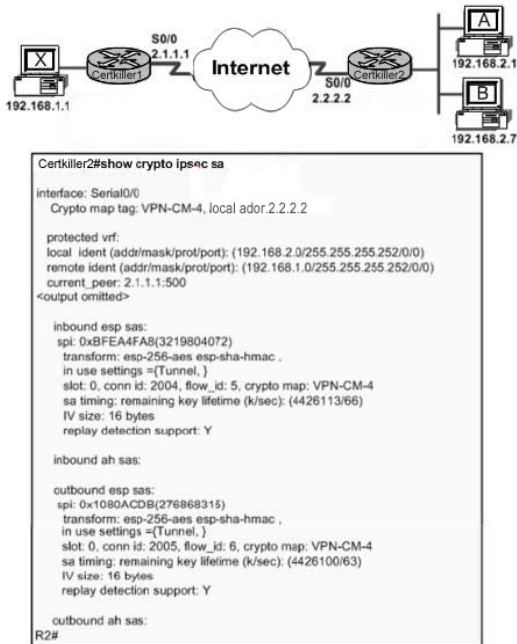 S0/0
2.1.1.1
X
Certkiller1
192.168.1.1
Internet
S0/0
2.2.2.2
Certkiller2
A
192.168.2.1
B
192.168.2.7
Certkiller2#show crypto ipsec sa
interface: Serial0/0
Crypto map tag: VPN-CM-4, local ador.2.2.2.2
protected vrf:
local ident (addr/mask/prot/port): (192.168.2.0/255.255.255.252/0/0)
remote ident (addr/mask/prot/port): (192.168.1.0/255.255.255.252/0/0)
current_peer: 2.1.1.1:500
<output omitted>
inbound esp sas:
spi: 0xBFEA4FA8(3219804072)
transform: esp-256-aes esp-sha-hmac ,
in use settings ={Tunnel, }
slot: 0, conn id: 2004, flow_id: 5, crypto map: VPN-CM-4
sa timing: remaining key lifetime (k/sec): (4426113/66)
IV size: 16 bytes
replay detection support: Y
inbound ah sas:
outbound esp sas:
spi: 0x1080ACDB(276868315)
transform: esp-256-aes esp-sha-hmac ,
in use settings ={Tunnel, }
slot: 0, conn id: 2005, flow_id: 6, crypto map: VPN-CM-4
sa timing: remaining key lifetime (k/sec): (4426100/63)
IV size: 16 bytes
replay detection support: Y
outbound ah sas:
R2#